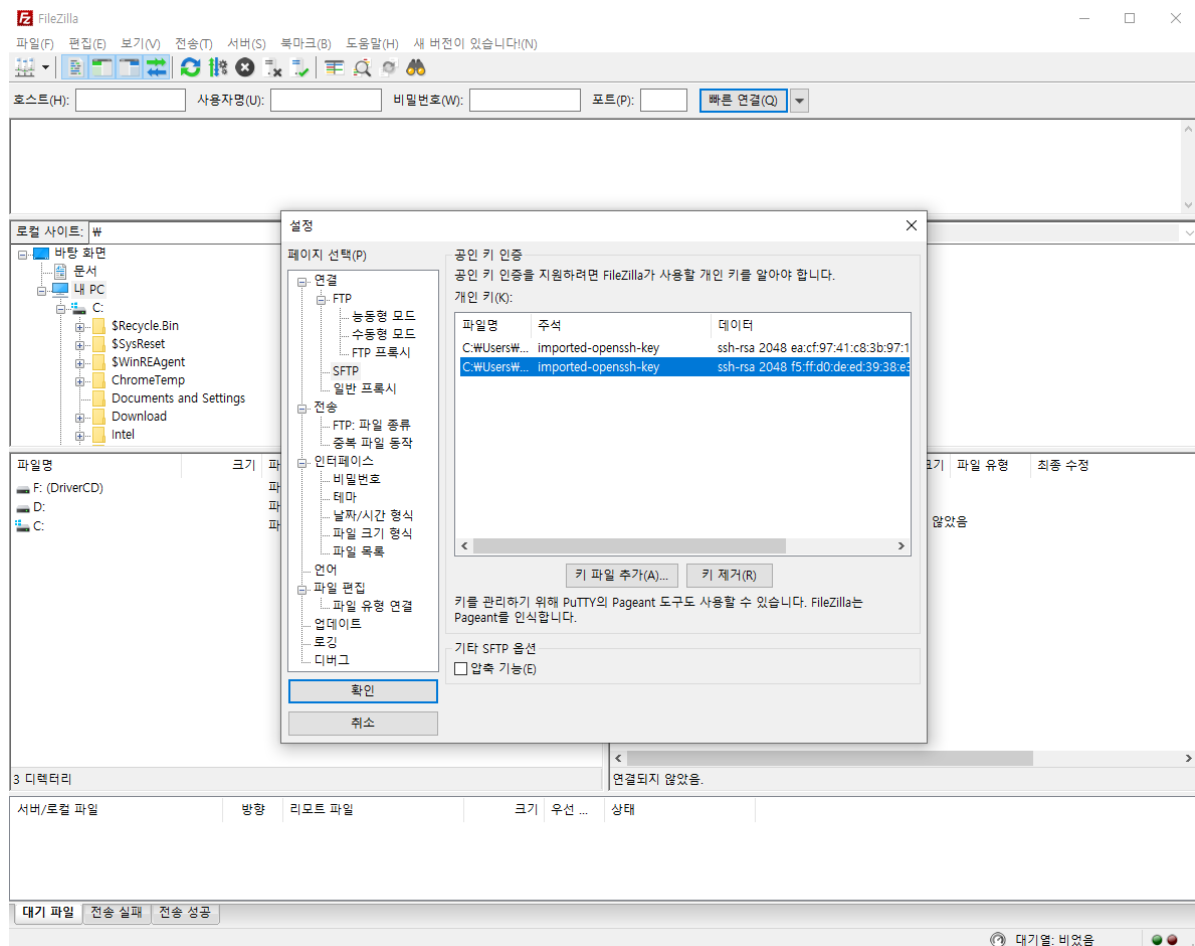 FileZilla
파일(F) 편집(E) 보기(V) 전송(T) 서버(S) 북마크(B) 도움말(H) 새 버전이 있습니다!(N)
호스트(H): 사용자명(U): 비밀번호(W): 포트(P): 빠른 연결(Q)
로컬 사이트: ₩
바탕 화면
문서
내 PC
C:
$Recycle.Bin
$SysReset
$WinREAgent
ChromeTemp
Documents and Settings
Download
Intel
파일명 크기
F: (DriverCD)
D:
C:
3 디렉터리
설정
페이지 선택(P)
연결
FTP
능동형 모드
수동형 모드
FTP 프록시
SFTP
일반 프록시
전송
FTP: 파일 종류
중복 파일 동작
인터페이스
비밀번호
테마
날짜/시간 형식
파일 크기 형식
파일 목록
언어
파일 편집
파일 유형 연결
업데이트
로깅
디버그
확인
취소
공인 키 인증
공인 키 인증을 지원하려면 FileZilla가 사용할 개인 키를 알아야 합니다.
개인 키(K):
파일명 주석 데이터
C:₩Users₩... imported-openssh-key ssh-rsa 2048 ea:cf:97:41:c8:3b:97:1
C:₩Users₩... imported-openssh-key ssh-rsa 2048 f5:ff:d0:de:ed:39:38:e3
키 파일 추가(A)... 키 제거(R)
키를 관리하기 위해 PuTTY의 Pageant 도구도 사용할 수 있습니다. FileZilla는
Pageant를 인식합니다.
기타 SFTP 옵션
압축 기능(E)
파일 유형 최종 수정
않았음
연결되지 않았음.
서버/로컬 파일 방향 리모트 파일 크기 우선 ... 상태
대기 파일 전송 실패 전송 성공
대기열: 비었음